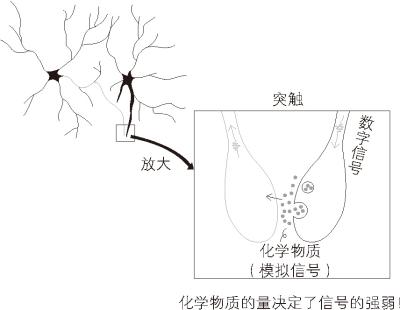 突触
数字信号
放大
化学物质
（模拟信号）
化学物质的量决定了信号的强弱！